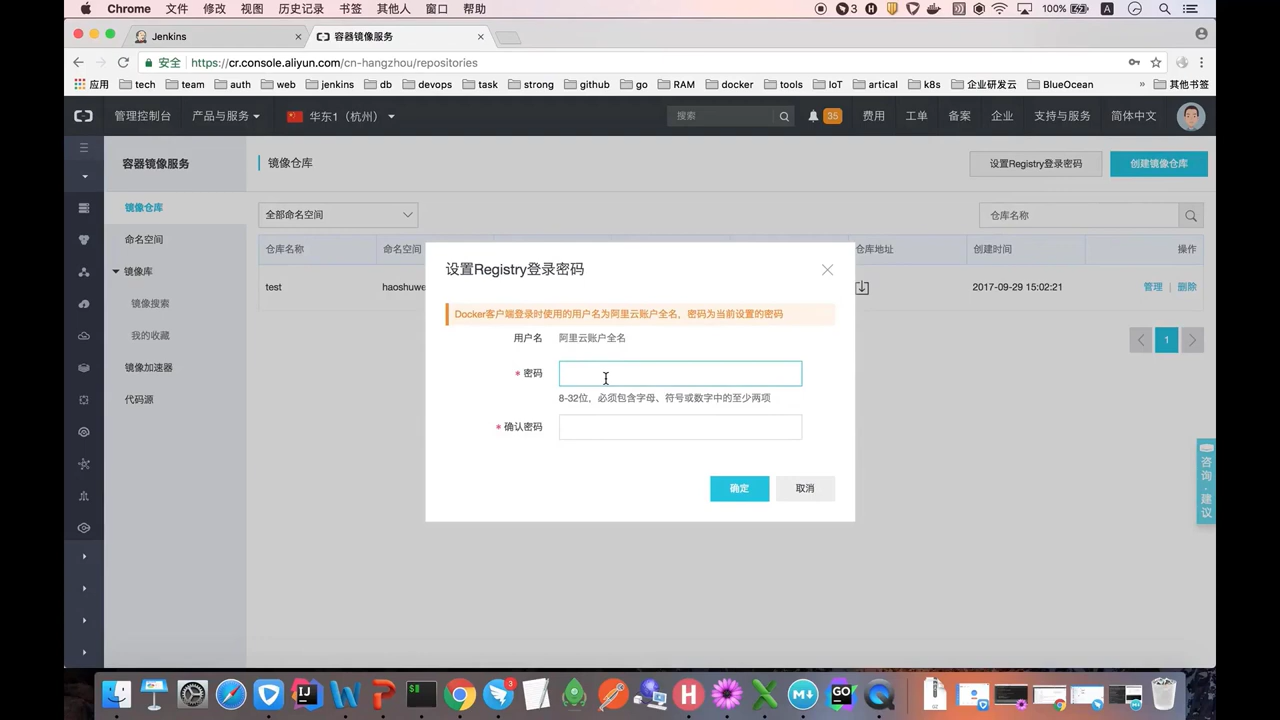 Chrome 文件 修改 视图 历史记录 书签 其他人 窗口 帮助 3 100% A
Jenkins 容器镜像服务
安全 https://cr.console.aliyun.com/cn-hangzhou/repositories
应用 tech team auth web jenkins db devops task strong github go RAM docker tools IoT artical k8s 企业研发云 BlueOcean » 其他书签
管理控制台 产品与服务 华东1（杭州） 搜索 35 费用 工单 备案 企业 支持与服务 简体中文
容器镜像服务 镜像仓库 设置Registry登录密码 创建镜像仓库
镜像仓库 全部命名空间 仓库名称
命名空间 仓库名称 命名空间 仓库地址 创建时间 操作
镜像库
设置Registry登录密码
test haoshuwe 2017-09-29 15:02:21 管理 删除
镜像搜索
Docker客户端登录时使用的用户名为阿里云账户全名，密码为当前设置的密码
我的收藏
用户名 阿里云账户全名
1
镜像加速器
* 密码
代码源
8-32位，必须包含字母、符号或数字中的至少两项
* 确认密码
咨询·建议
确定 取消
3
GO